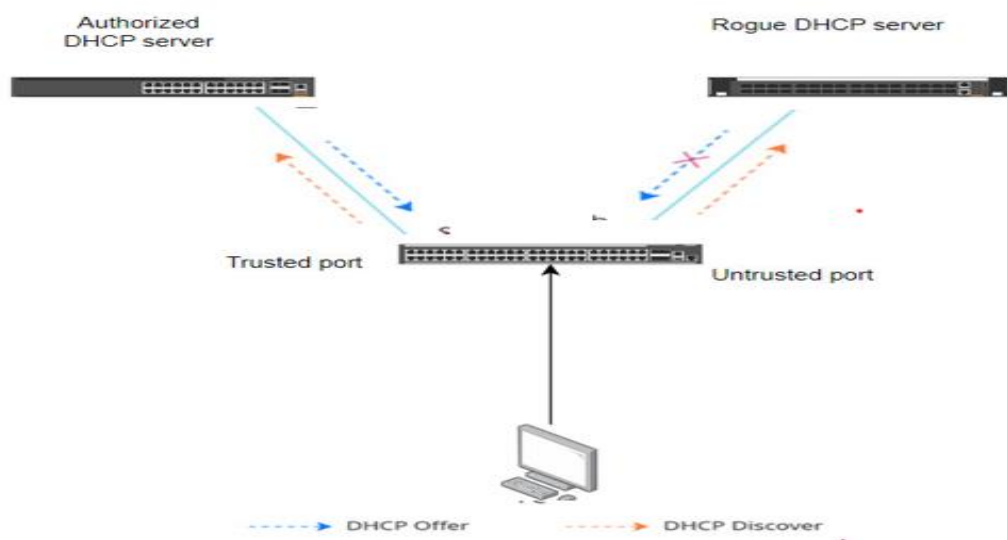 Authorized
DHCP server
Rogue DHCP server
Trusted port
Untrusted port
DHCP Offer
DHCP Discover